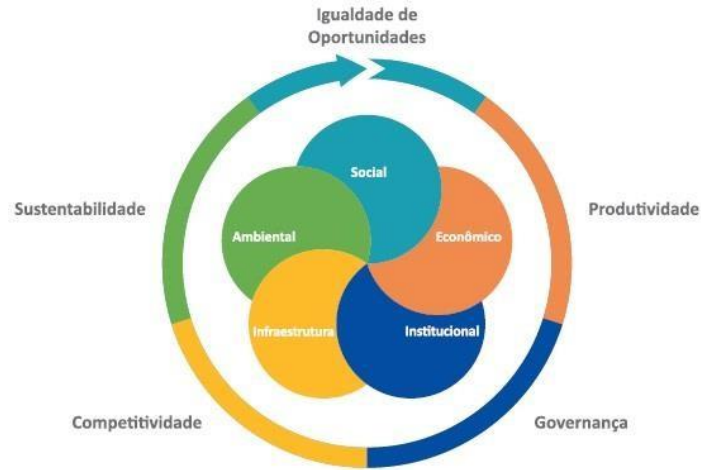 Igualdade de
Oportunidades
Social
Sustentabilidade
Produtividade
Ambiental
Econômico
Infraestrutura
Institucional
Competitividade
Governança